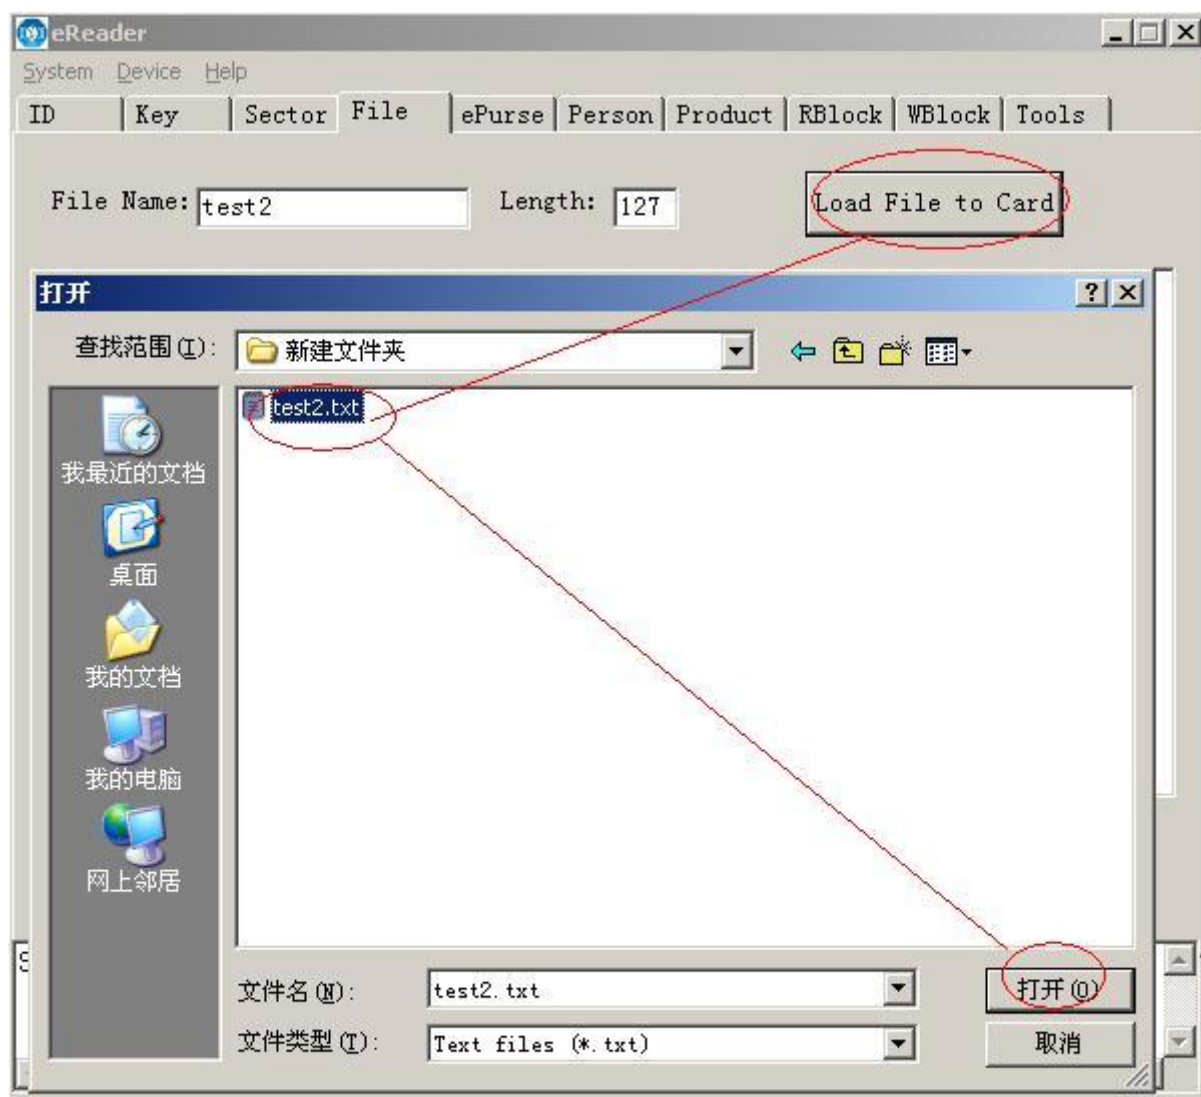 eReader
System Device Help
ID Key Sector File ePurse Person Product RBlock WBlock Tools
File Name: test2 Length: 127 Load File to Card
打开
查找范围(I): 新建文件夹
test2.txt
我最近的文档
桌面
我的文档
我的电脑
网上邻居
文件名(N): test2.txt 打开(O)
文件类型(T): Text files (*.txt) 取消